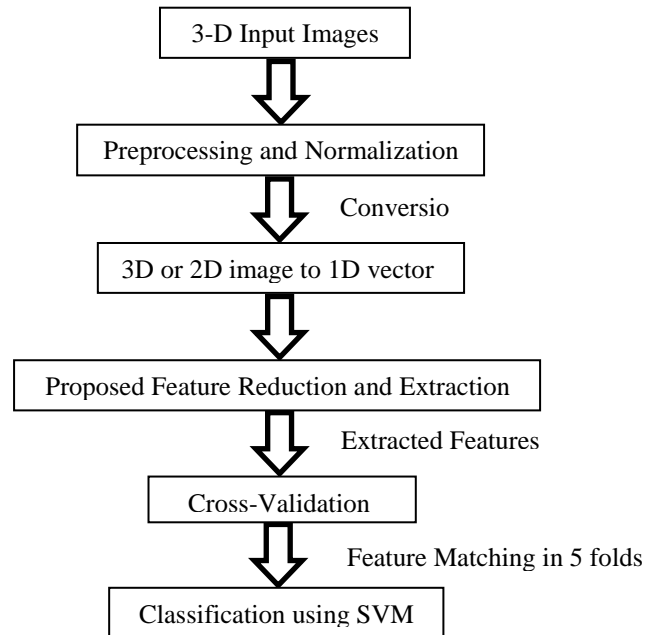 3-D Input Images
Preprocessing and Normalization
Conversio
3D or 2D image to 1D vector
Proposed Feature Reduction and Extraction
Extracted Features
Cross-Validation
Feature Matching in 5 folds
Classification using SVM